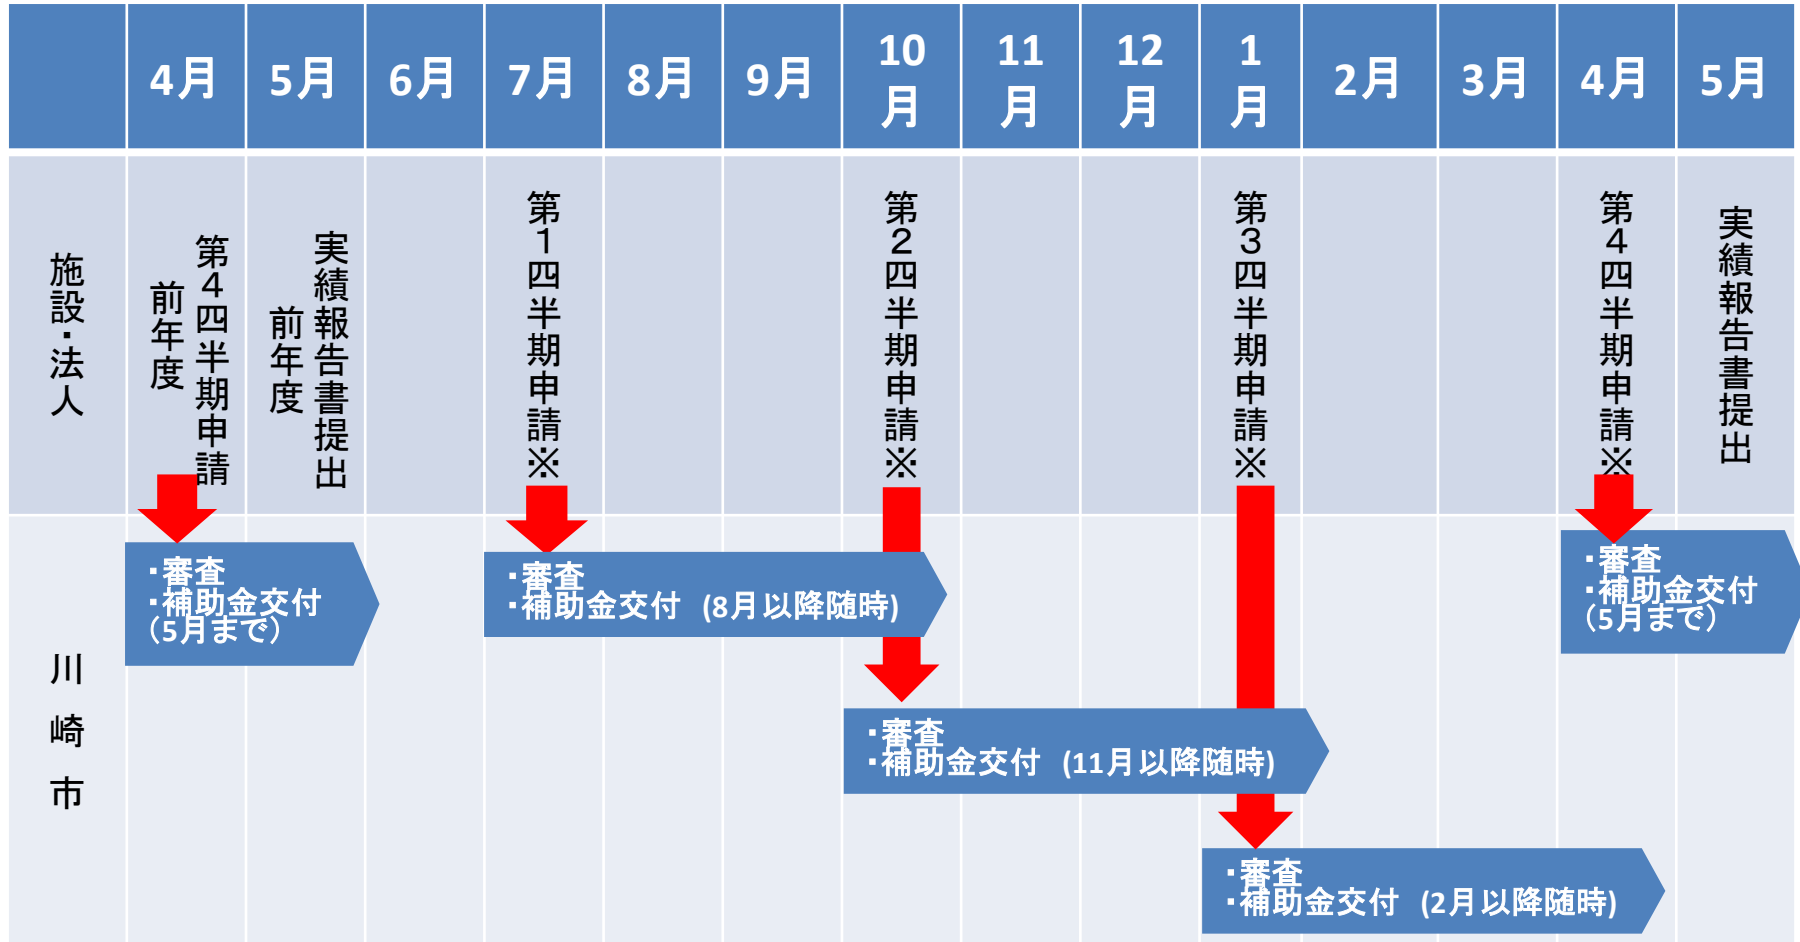 4月
5月
6月
7月
8月
9月
10
月
11
月
12
月
1
月
2月
3月
4月
5月
施設・法人
前年度
第4四半期申請
前年度
実績報告書提出
第1四半期申請※
第2四半期申請※
第3四半期申請※
第4四半期申請※
実績報告書提出
川崎市
・審査
・補助金交付
（5月まで）
・審査
・補助金交付 (8月以降随時)
・審査
・補助金交付 (11月以降随時)
・審査
・補助金交付 (2月以降随時)
・審査
・補助金交付
（5月まで）